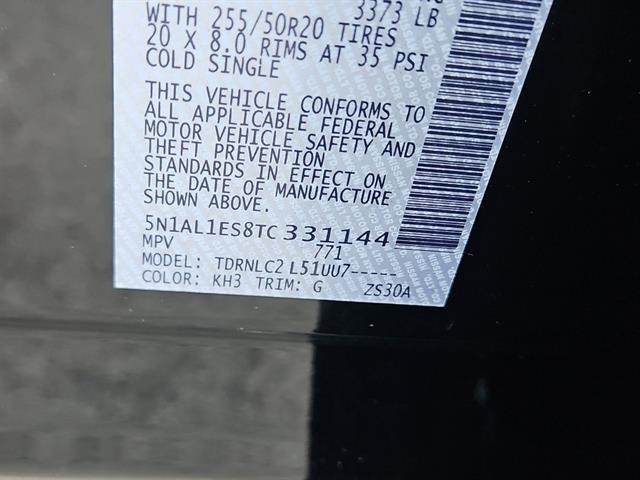 3373 LB
WITH 255/50R20 TIRES
20 X 8.0 RIMS AT 35 PSI
COLD SINGLE
THIS VEHICLE CONFORMS TO
ALL APPLICABLE FEDERAL
MOTOR VEHICLE SAFETY AND
THEFT PREVENTION
STANDARDS IN EFFECT ON
THE DATE OF MANUFACTURE
SHOWN ABOVE.
5N1AL1ES8TC331144
MPV 771
MODEL: TDRNLC2 L51UU7-----
COLOR: KH3 TRIM: G ZS30A